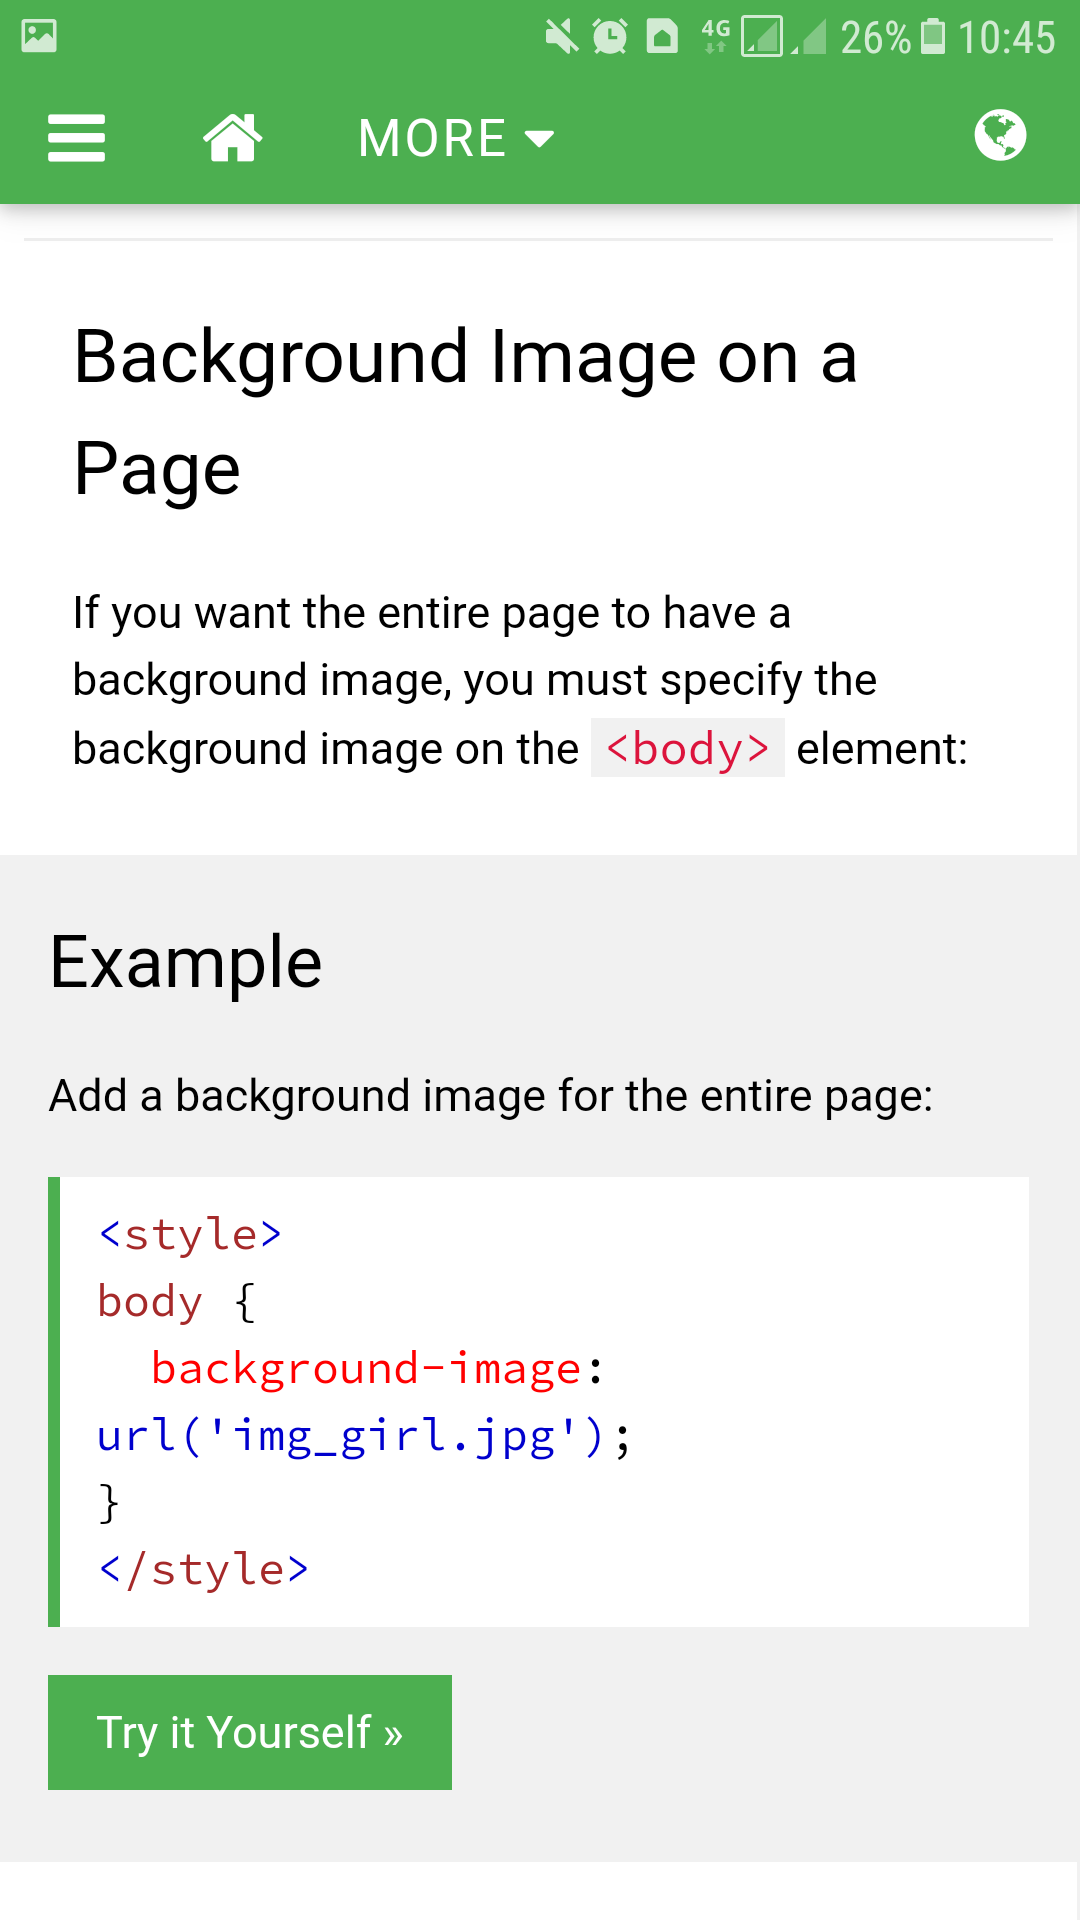 4G 26% 10:45
MORE
Background Image on a
Page
If you want the entire page to have a
background image, you must specify the
background image on the <body> element:
Example
Add a background image for the entire page:
<style>
body {
  background-image:
url('img_girl.jpg');
}
</style>
Try it Yourself »